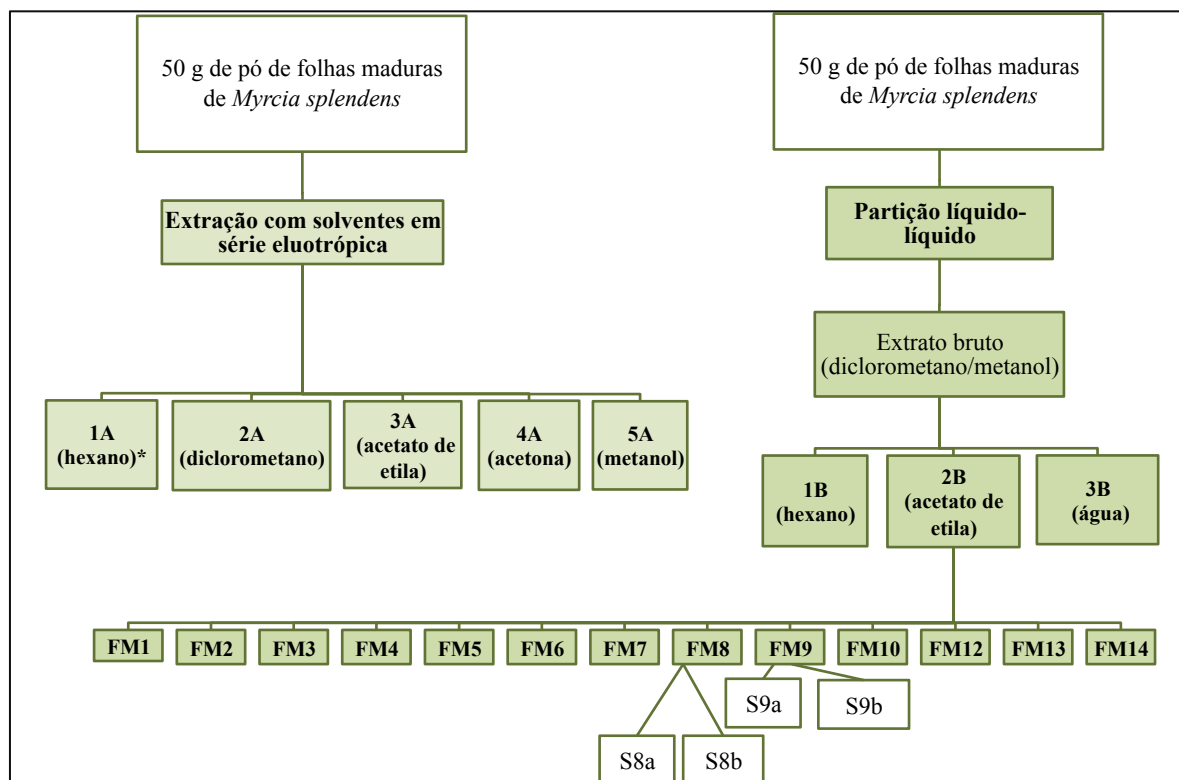 50 g de pó de folhas maduras
de Myrcia splendens
Extração com solventes em
série eluotrópica
1A
(hexano)*
2A
(diclorometano)
3A
(acetato de
etila)
4A
(acetona)
5A
(metanol)
50 g de pó de folhas maduras
de Myrcia splendens
Partição líquido-
líquido
Extrato bruto
(diclorometano/metanol)
1B
(hexano)
2B
(acetato de
etila)
3B
(água)
FM1 FM2 FM3 FM4 FM5 FM6 FM7 FM8 FM9 FM10 FM12 FM13 FM14
S9a S9b
S8a S8b